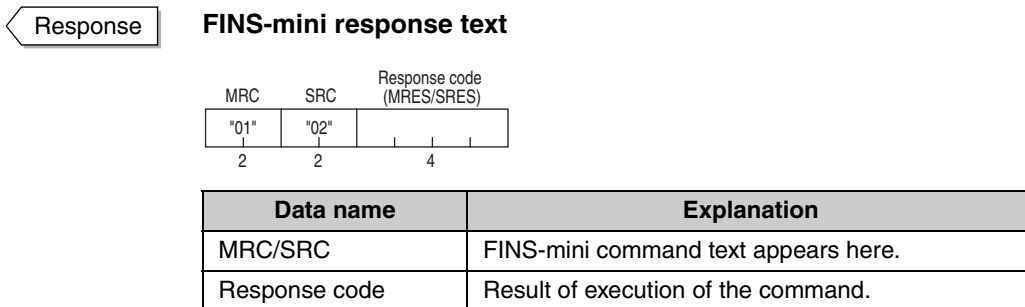 Response
FINS-mini response text
Response code
MRC SRC (MRES/SRES)
"01" "02"
2 2 4
Data name Explanation
MRC/SRC FINS-mini command text appears here.
Response code Result of execution of the command.